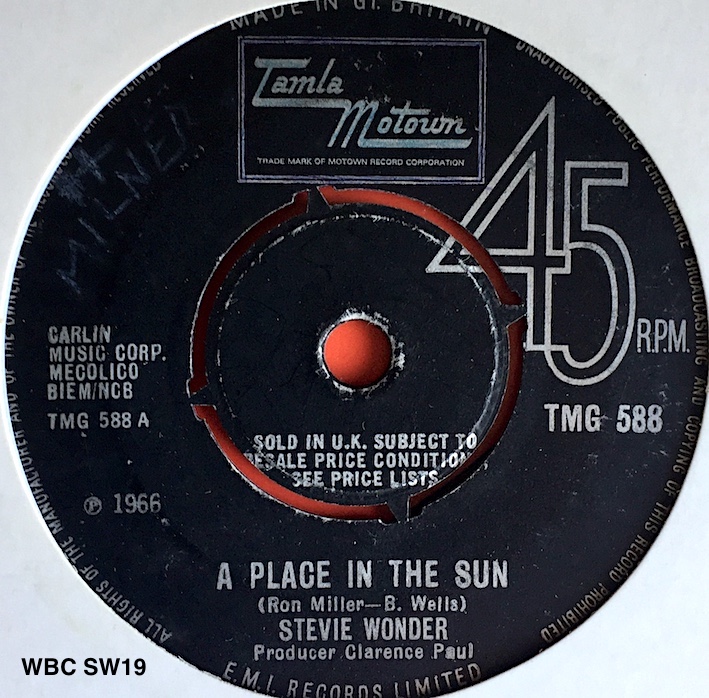 MADE IN GT. BRITAIN
UNAUTHORISED PUBLIC PERFORMANCE BROADCASTING AND COPYING OF THIS RECORD PROHIBITED
Tamla
Motown
TRADE MARK OF MOTOWN RECORD CORPORATION
MILNER
45
R.P.M.
CARLIN
MUSIC CORP.
MECOLICO
BIEM/NCB
TMG 588 A
TMG 588
SOLD IN U.K. SUBJECT TO
RESALE PRICE CONDITIONS
SEE PRICE LISTS
℗ 1966
A PLACE IN THE SUN
(Ron Miller—B. Wells)
STEVIE WONDER
Producer Clarence Paul
E.M.I. RECORDS LIMITED
ALL RIGHTS OF THE MANUFACTURER AND OF THE OWNER OF THE RECORDED WORK RESERVED
WBC SW19